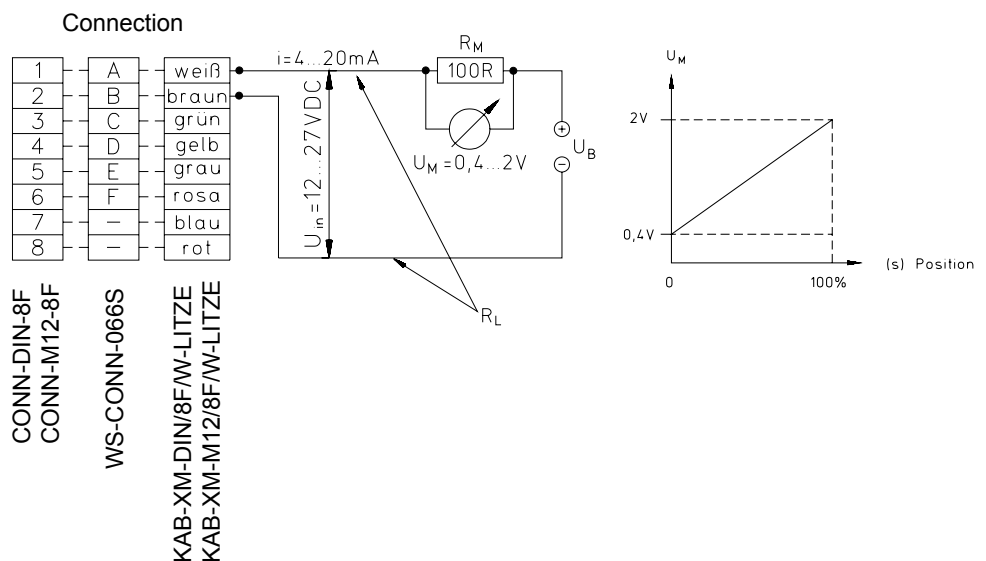 Connection
1 A weiß
2 B braun
3 C grün
4 D gelb
5 E grau
6 F rosa
7 – blau
8 – rot
i=4...20mA
R_M
100R
U_M=0,4...2V
U_in=12...27VDC
+
−
U_B
R_L
U_M
2V
0,4V
0
100%
(s) Position
CONN-DIN-8F
CONN-M12-8F
WS-CONN-066S
KAB-XM-DIN/8F/W-LITZE
KAB-XM-M12/8F/W-LITZE